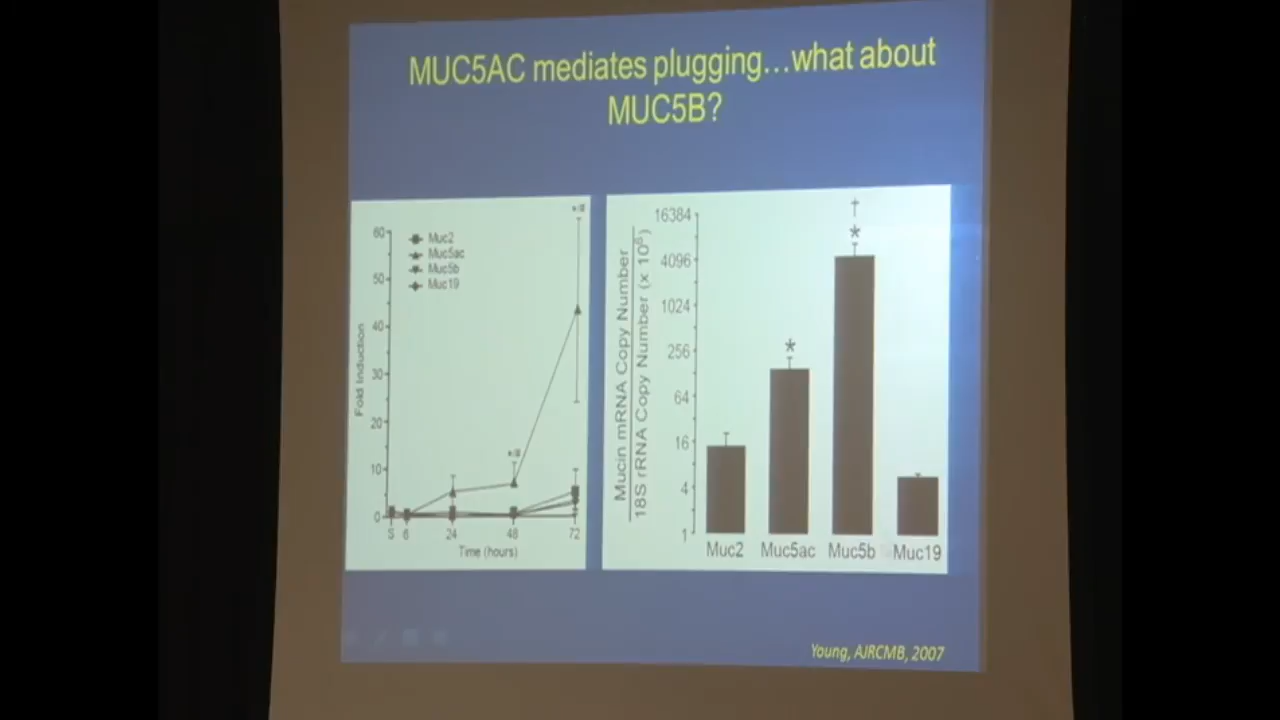 MUC5AC mediates plugging...what about
MUC5B?
60
50
40
30
20
10
0
Fold Induction
Muc2
Muc5ac
Muc5b
Muc19
S 6 24 48 72
Time (hours)
Mucin mRNA Copy Number
18S rRNA Copy Number (x 10⁶)
16384
4096
1024
256
64
16
4
1
*
†
*
Muc2 Muc5ac Muc5b Muc19
Young, AJRCMB, 2007